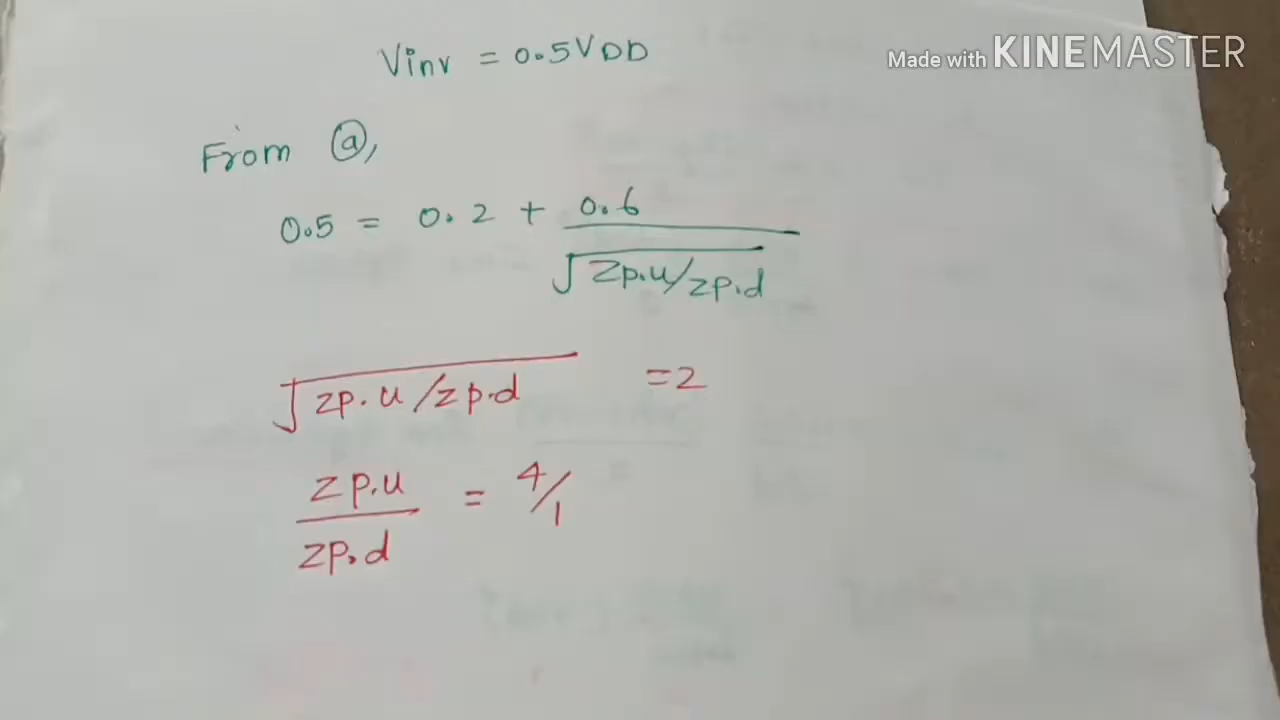 Vinv = 0.5VDD
Made with KINEMASTER
From ⓐ,
0.5 = 0.2 + 0.6
√zp.u/zp.d
√zp.u/zp.d = 2
zp.u
zp.d
= 4/1